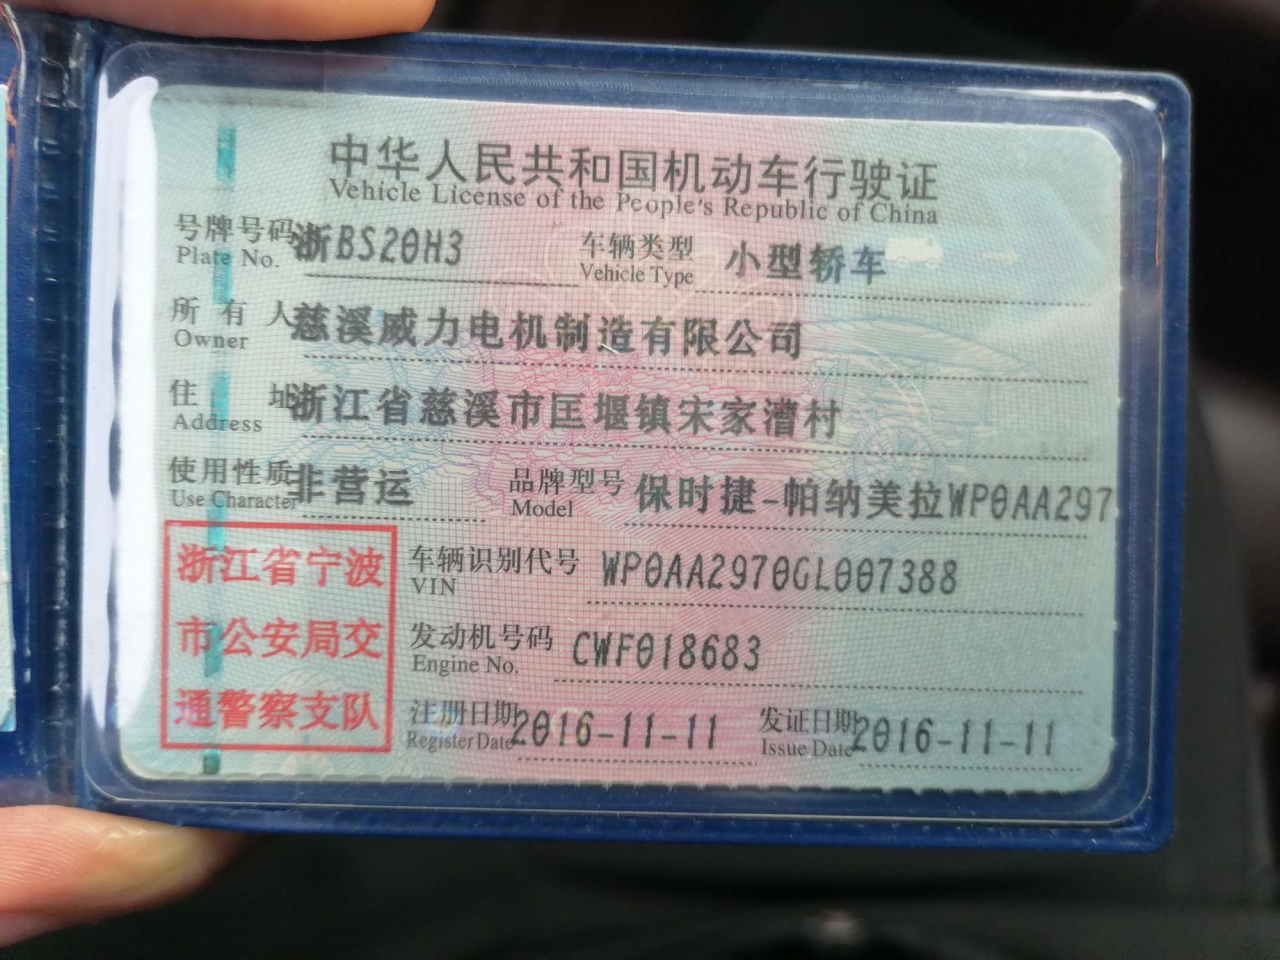 中华人民共和国机动车行驶证
Vehicle License of the People's Republic of China
号牌号码 浙BS20H3 车辆类型 小型轿车
Plate No. Vehicle Type
所有人 慈溪威力电机制造有限公司
Owner
住址 浙江省慈溪市匡堰镇宋家漕村
Address
使用性质 非营运 品牌型号 保时捷-帕纳美拉WP0AA297
Use Character Model
浙江省宁波
市公安局交
通警察支队
车辆识别代号 WP0AA2970GL007388
VIN
发动机号码 CWF018683
Engine No.
注册日期 2016-11-11 发证日期 2016-11-11
Register Date Issue Date